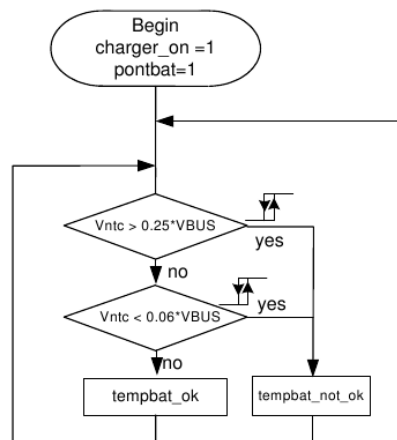 Begin
charger_on =1
pontbat=1
Vntc > 0.25*VBUS
yes
no
Vntc < 0.06*VBUS
yes
no
tempbat_ok
tempbat_not_ok